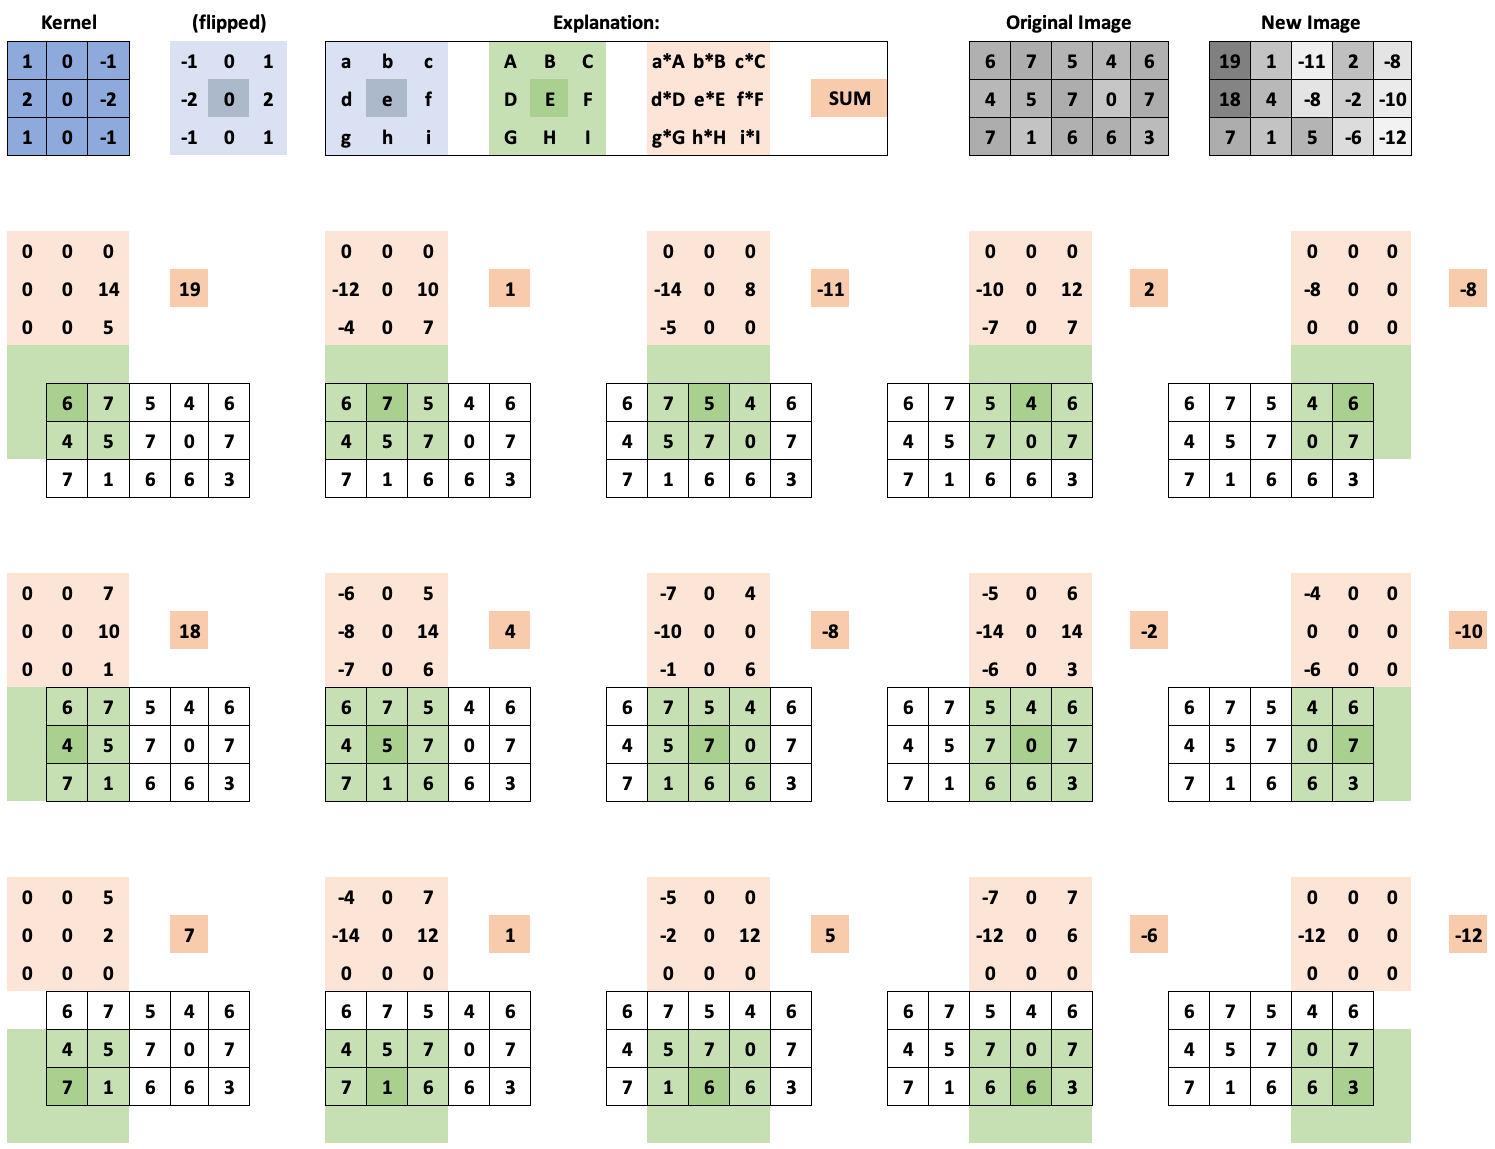 Kernel (flipped) Explanation: Original Image New Image
1 0 -1 -1 0 1 a b c A B C a*A b*B c*C 6 7 5 4 6 19 1 -11 2 -8
2 0 -2 -2 0 2 d e f D E F d*D e*E f*F SUM 4 5 7 0 7 18 4 -8 -2 -10
1 0 -1 -1 0 1 g h i G H I g*G h*H i*I 7 1 6 6 3 7 1 5 -6 -12
0 0 0 0 0 0 0 0 0 0 0 0 0 0 0
0 0 14 19 -12 0 10 1 -14 0 8 -11 -10 0 12 2 -8 0 0 -8
0 0 5 -4 0 7 -5 0 0 -7 0 7 0 0 0
6 7 5 4 6 6 7 5 4 6 6 7 5 4 6 6 7 5 4 6 6 7 5 4 6
4 5 7 0 7 4 5 7 0 7 4 5 7 0 7 4 5 7 0 7 4 5 7 0 7
7 1 6 6 3 7 1 6 6 3 7 1 6 6 3 7 1 6 6 3 7 1 6 6 3
0 0 7 -6 0 5 -7 0 4 -5 0 6 -4 0 0
0 0 10 18 -8 0 14 4 -10 0 0 -8 -14 0 14 -2 0 0 0 -10
0 0 1 -7 0 6 -1 0 6 -6 0 3 -6 0 0
6 7 5 4 6 6 7 5 4 6 6 7 5 4 6 6 7 5 4 6 6 7 5 4 6
4 5 7 0 7 4 5 7 0 7 4 5 7 0 7 4 5 7 0 7 4 5 7 0 7
7 1 6 6 3 7 1 6 6 3 7 1 6 6 3 7 1 6 6 3 7 1 6 6 3
0 0 5 -4 0 7 -5 0 0 -7 0 7 0 0 0
0 0 2 7 -14 0 12 1 -2 0 12 5 -12 0 6 -6 -12 0 0 -12
0 0 0 0 0 0 0 0 0 0 0 0 0 0 0
6 7 5 4 6 6 7 5 4 6 6 7 5 4 6 6 7 5 4 6 6 7 5 4 6
4 5 7 0 7 4 5 7 0 7 4 5 7 0 7 4 5 7 0 7 4 5 7 0 7
7 1 6 6 3 7 1 6 6 3 7 1 6 6 3 7 1 6 6 3 7 1 6 6 3